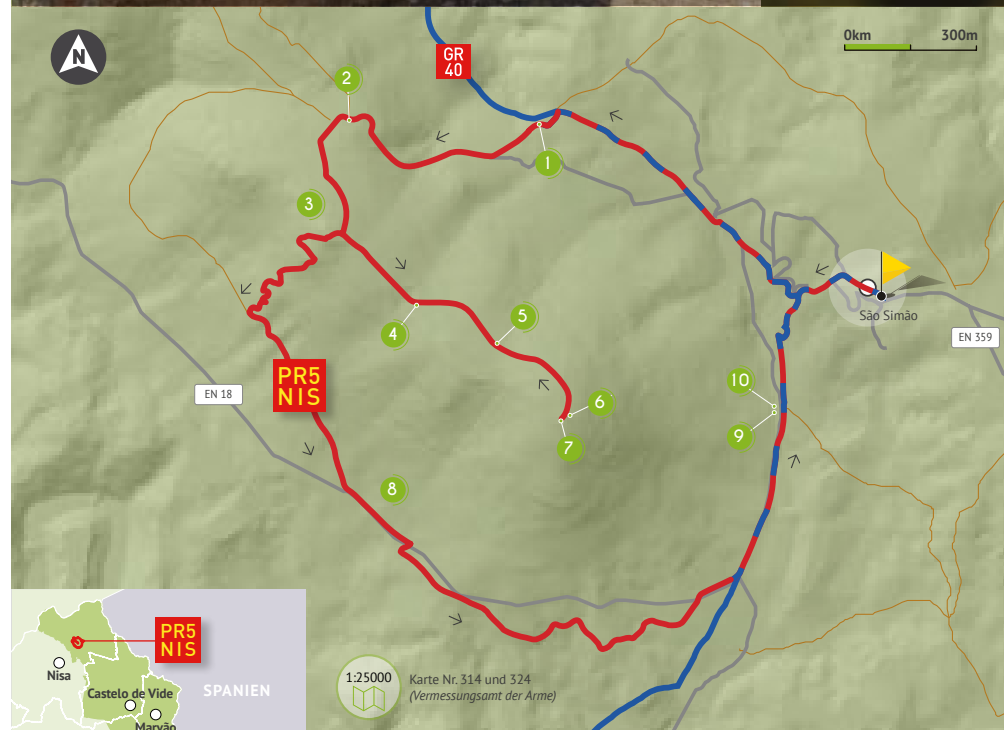 N
GR
40
0km 300m
2
1
3
São Simão
4
5
EN 359
EN 18
PR5
NIS
10
6
9
7
8
PR5
NIS
Nisa
Castelo de Vide
SPANIEN
Marvão
1:25000
Karte Nr. 314 und 324
(Vermessungsamt der Arme)